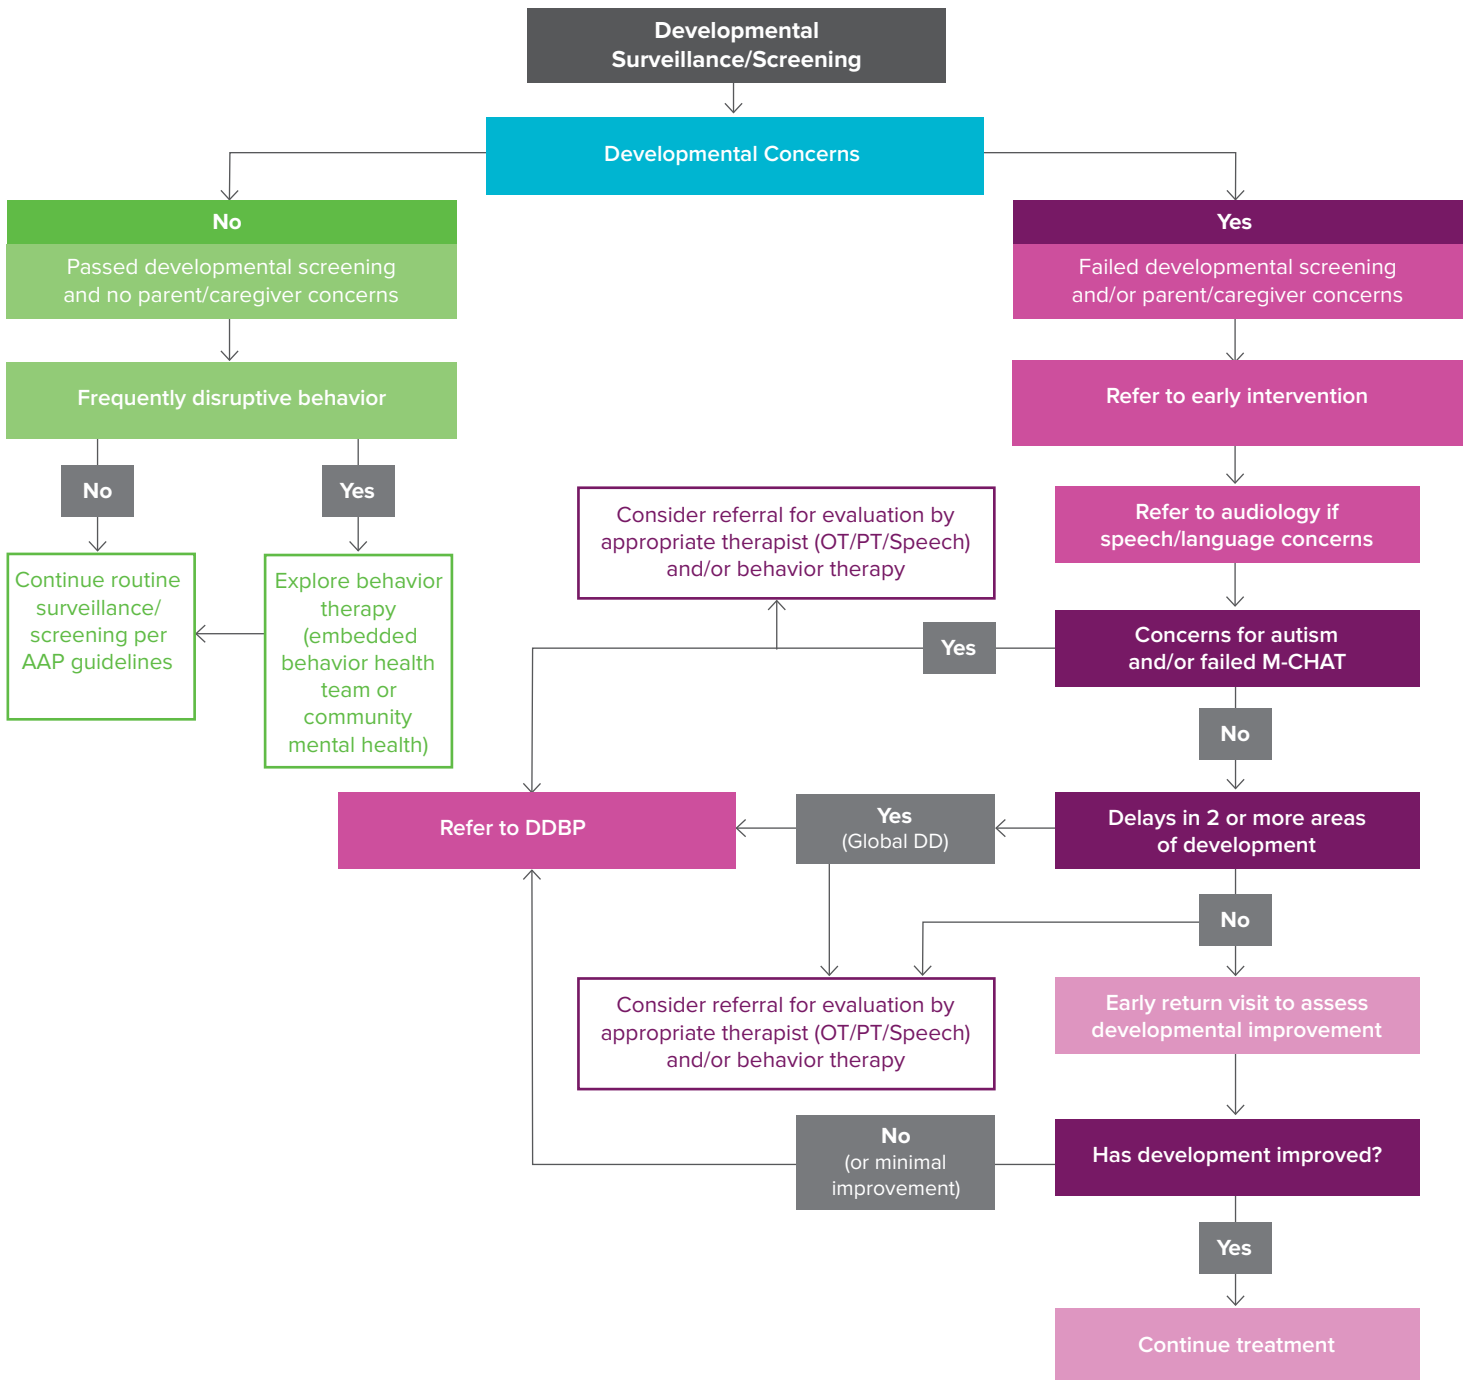 Developmental
Surveillance/Screening
Developmental Concerns
No
Passed developmental screening
and no parent/caregiver concerns
Frequently disruptive behavior
No
Yes
Continue routine
surveillance/
screening per
AAP guidelines
Explore behavior
therapy
(embedded
behavior health
team or
community
mental health)
Yes
Failed developmental screening
and/or parent/caregiver concerns
Refer to early intervention
Refer to audiology if
speech/language concerns
Concerns for autism
and/or failed M-CHAT
Yes
Consider referral for evaluation by
appropriate therapist (OT/PT/Speech)
and/or behavior therapy
No
Delays in 2 or more areas
of development
Yes
(Global DD)
Refer to DDBP
No
Consider referral for evaluation by
appropriate therapist (OT/PT/Speech)
and/or behavior therapy
Early return visit to assess
developmental improvement
Has development improved?
No
(or minimal
improvement)
Yes
Continue treatment